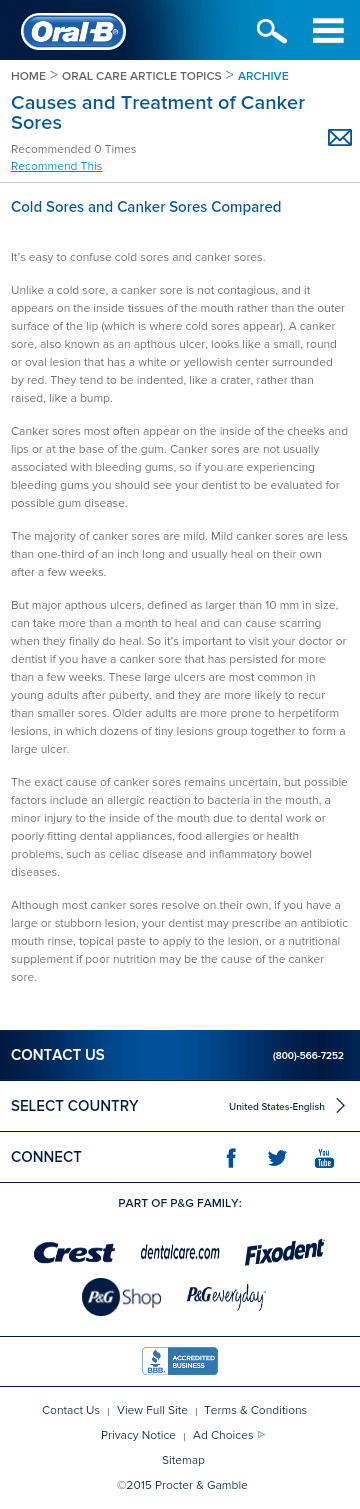 Oral-B
HOME > ORAL CARE ARTICLE TOPICS > ARCHIVE
Causes and Treatment of Canker
Sores
Recommended 0 Times
Recommend This
Cold Sores and Canker Sores Compared
It's easy to confuse cold sores and canker sores.
Unlike a cold sore, a canker sore is not contagious, and it
appears on the inside tissues of the mouth rather than the outer
surface of the lip (which is where cold sores appear). A canker
sore, also known as an apthous ulcer, looks like a small, round
or oval lesion that has a white or yellowish center surrounded
by red. They tend to be indented, like a crater, rather than
raised, like a bump.
Canker sores most often appear on the inside of the cheeks and
lips or at the base of the gum. Canker sores are not usually
associated with bleeding gums, so if you are experiencing
bleeding gums you should see your dentist to be evaluated for
possible gum disease.
The majority of canker sores are mild. Mild canker sores are less
than one-third of an inch long and usually heal on their own
after a few weeks.
But major apthous ulcers, defined as larger than 10 mm in size,
can take more than a month to heal and can cause scarring
when they finally do heal. So it's important to visit your doctor or
dentist if you have a canker sore that has persisted for more
than a few weeks. These large ulcers are most common in
young adults after puberty, and they are more likely to recur
than smaller sores. Older adults are more prone to herpetiform
lesions, in which dozens of tiny lesions group together to form a
large ulcer.
The exact cause of canker sores remains uncertain, but possible
factors include an allergic reaction to bacteria in the mouth, a
minor injury to the inside of the mouth due to dental work or
poorly fitting dental appliances, food allergies or health
problems, such as celiac disease and inflammatory bowel
diseases.
Although most canker sores resolve on their own, if you have a
large or stubborn lesion, your dentist may prescribe an antibiotic
mouth rinse, topical paste to apply to the lesion, or a nutritional
supplement if poor nutrition may be the cause of the canker
sore.
CONTACT US (800)-566-7252
SELECT COUNTRY United States-English
CONNECT f You Tube
PART OF P&G FAMILY:
Crest dentalcare.com Fixodent
P&G Shop P&G everyday
BBB. ACCREDITED BUSINESS
Contact Us | View Full Site | Terms & Conditions
Privacy Notice | Ad Choices
Sitemap
©2015 Procter & Gamble